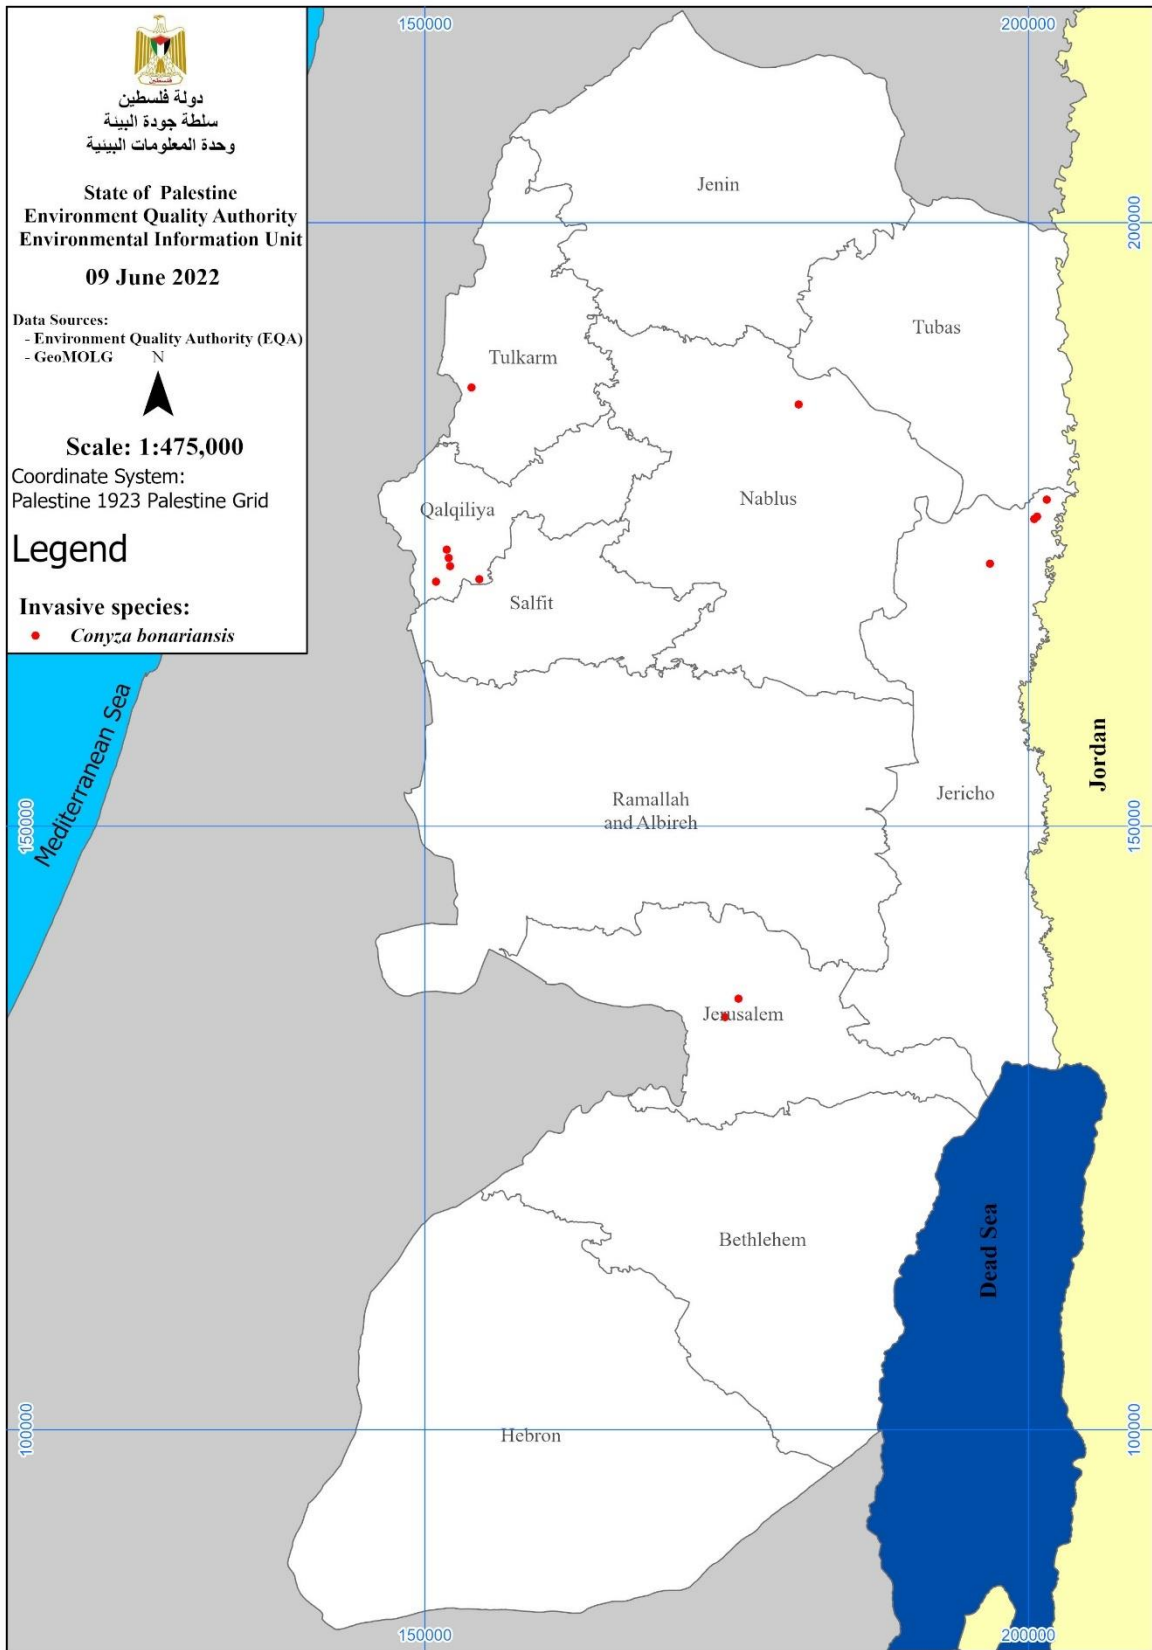 دولة فلسطين
سلطة جودة البيئة
وحدة المعلومات البيئية
State of Palestine
Environment Quality Authority
Environmental Information Unit
09 June 2022
Data Sources:
- Environment Quality Authority (EQA)
- GeoMOLG
N
Scale: 1:475,000
Coordinate System:
Palestine 1923 Palestine Grid
Legend
Invasive species:
Conyza bonariansis
150000
200000
Jenin
200000
Tubas
Tulkarm
Nablus
Qalqiliya
Salfit
Mediterranean Sea
Jordan
Jericho
Ramallah
and Albireh
150000
150000
Jerusalem
Bethlehem
Dead Sea
Hebron
100000
100000
150000
200000